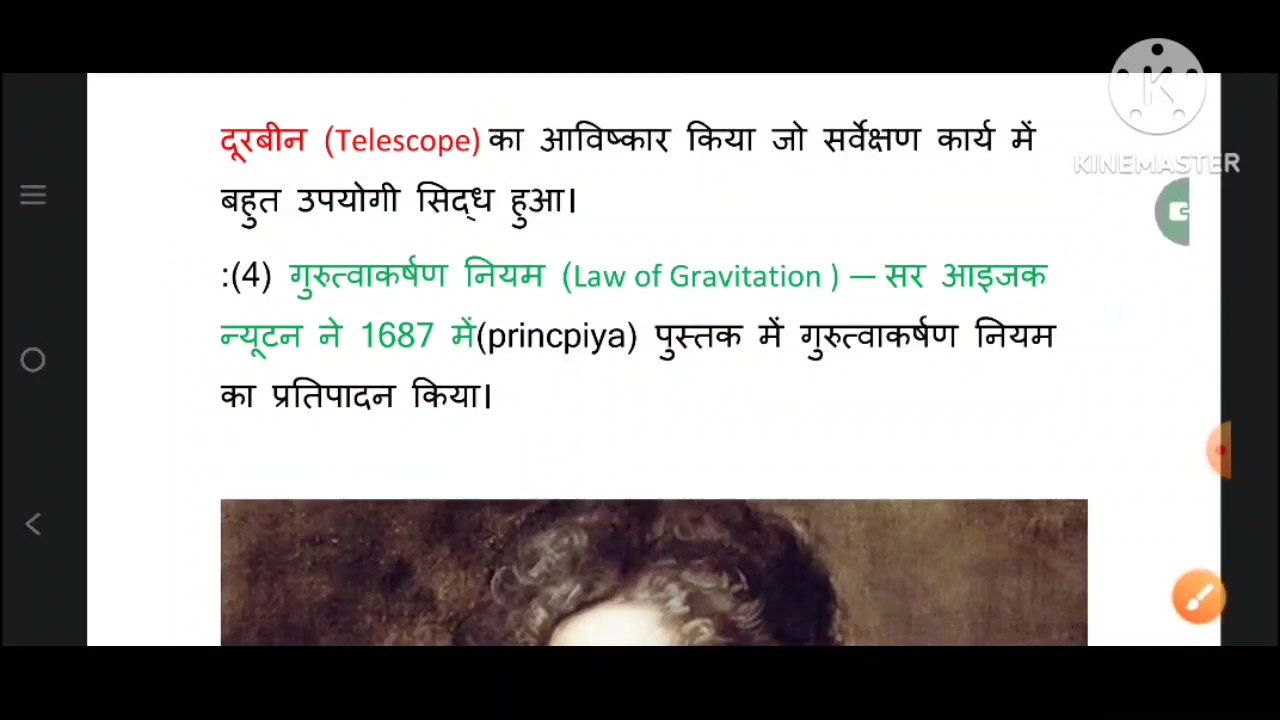 दूरबीन (Telescope) का आविष्कार किया जो सर्वेक्षण कार्य में
KINEMASTER
बहुत उपयोगी सिद्ध हुआ।
:(4) गुरुत्वाकर्षण नियम (Law of Gravitation ) — सर आइजक
न्यूटन ने 1687 में(princpiya) पुस्तक में गुरुत्वाकर्षण नियम
का प्रतिपादन किया।